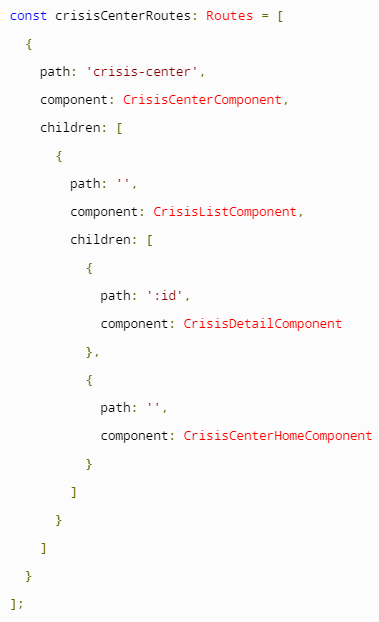 const crisisCenterRoutes: Routes = [
  {
    path: 'crisis-center',
    component: CrisisCenterComponent,
    children: [
      {
        path: '',
        component: CrisisListComponent,
        children: [
          {
            path: ':id',
            component: CrisisDetailComponent
          },
          {
            path: '',
            component: CrisisCenterHomeComponent
          }
        ]
      }
    ]
  }
];